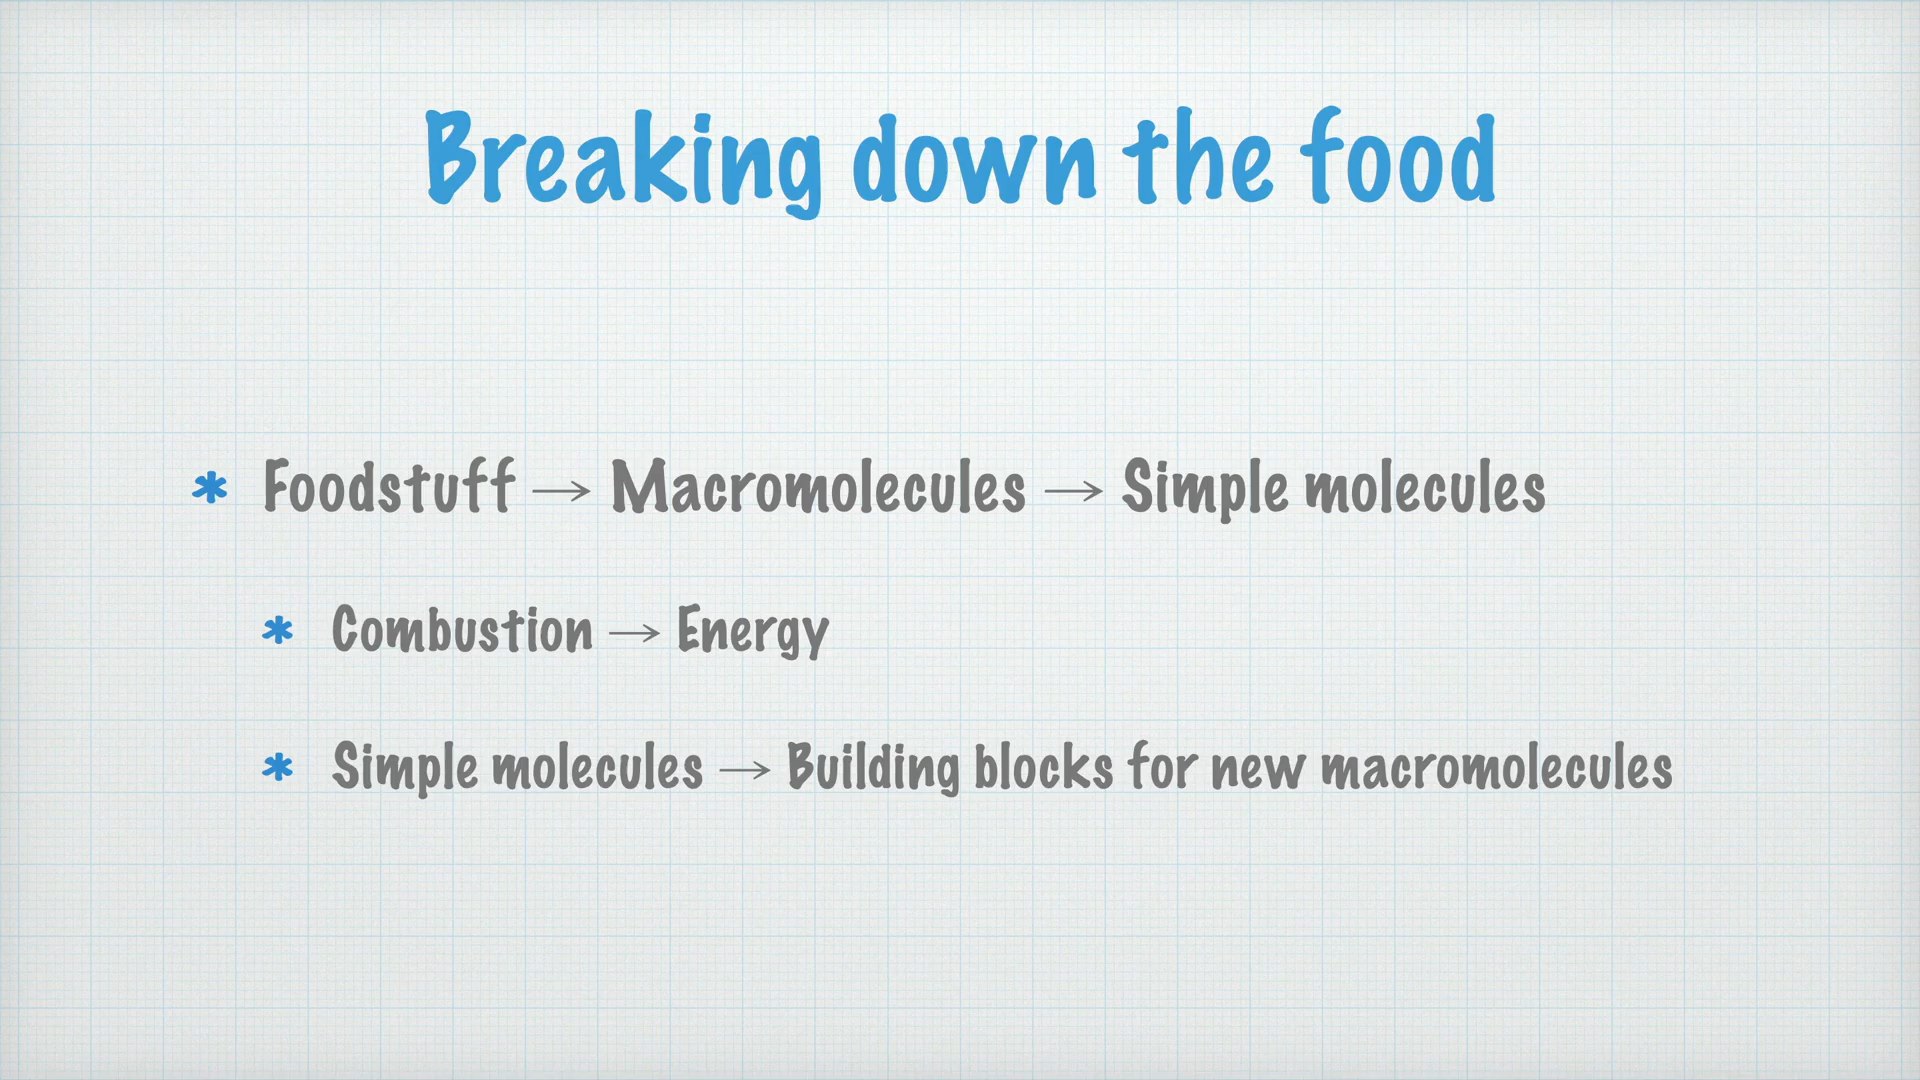 Breaking down the food
* Foodstuff → Macromolecules → Simple molecules
* Combustion → Energy
* Simple molecules → Building blocks for new macromolecules